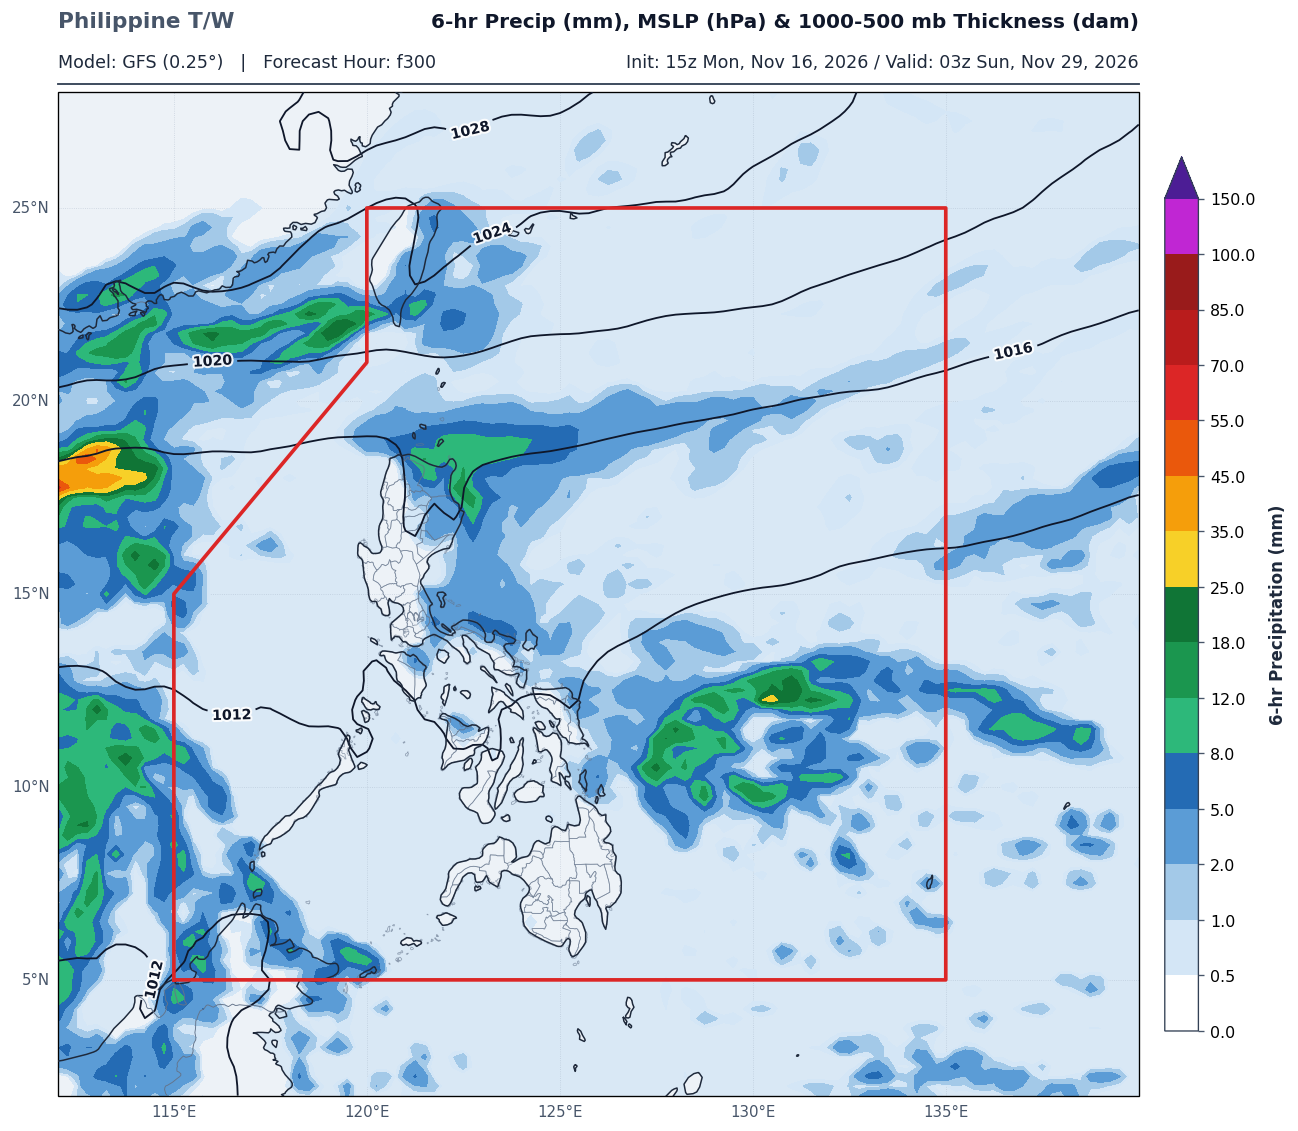 Philippine T/W
6-hr Precip (mm), MSLP (hPa) & 1000-500 mb Thickness (dam)
Model: GFS (0.25°) | Forecast Hour: f300
Init: 15z Mon, Nov 16, 2026 / Valid: 03z Sun, Nov 29, 2026
1028
1024
1020
1016
1012
1012
25°N
20°N
15°N
10°N
5°N
115°E
120°E
125°E
130°E
135°E
150.0
100.0
85.0
70.0
55.0
45.0
35.0
25.0
18.0
12.0
8.0
5.0
2.0
1.0
0.5
0.0
6-hr Precipitation (mm)